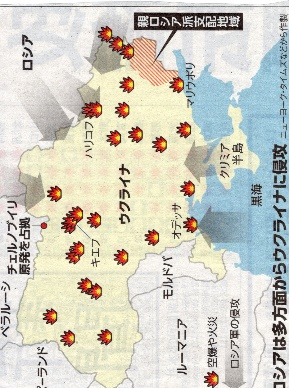 ロシアは多方面からウクライナに侵攻
ニューヨーク・タイムズなどから作製
ベラルーシ
チェルノブイリ
原発を占拠
ロシア
親ロシア派支配地域
ーランド
キエフ
ハリコフ
ウクライナ
マリウポリ
モルドバ
オデッサ
クリミア
半島
ルーマニア
黒海
空爆や火災
ロシア軍の侵攻